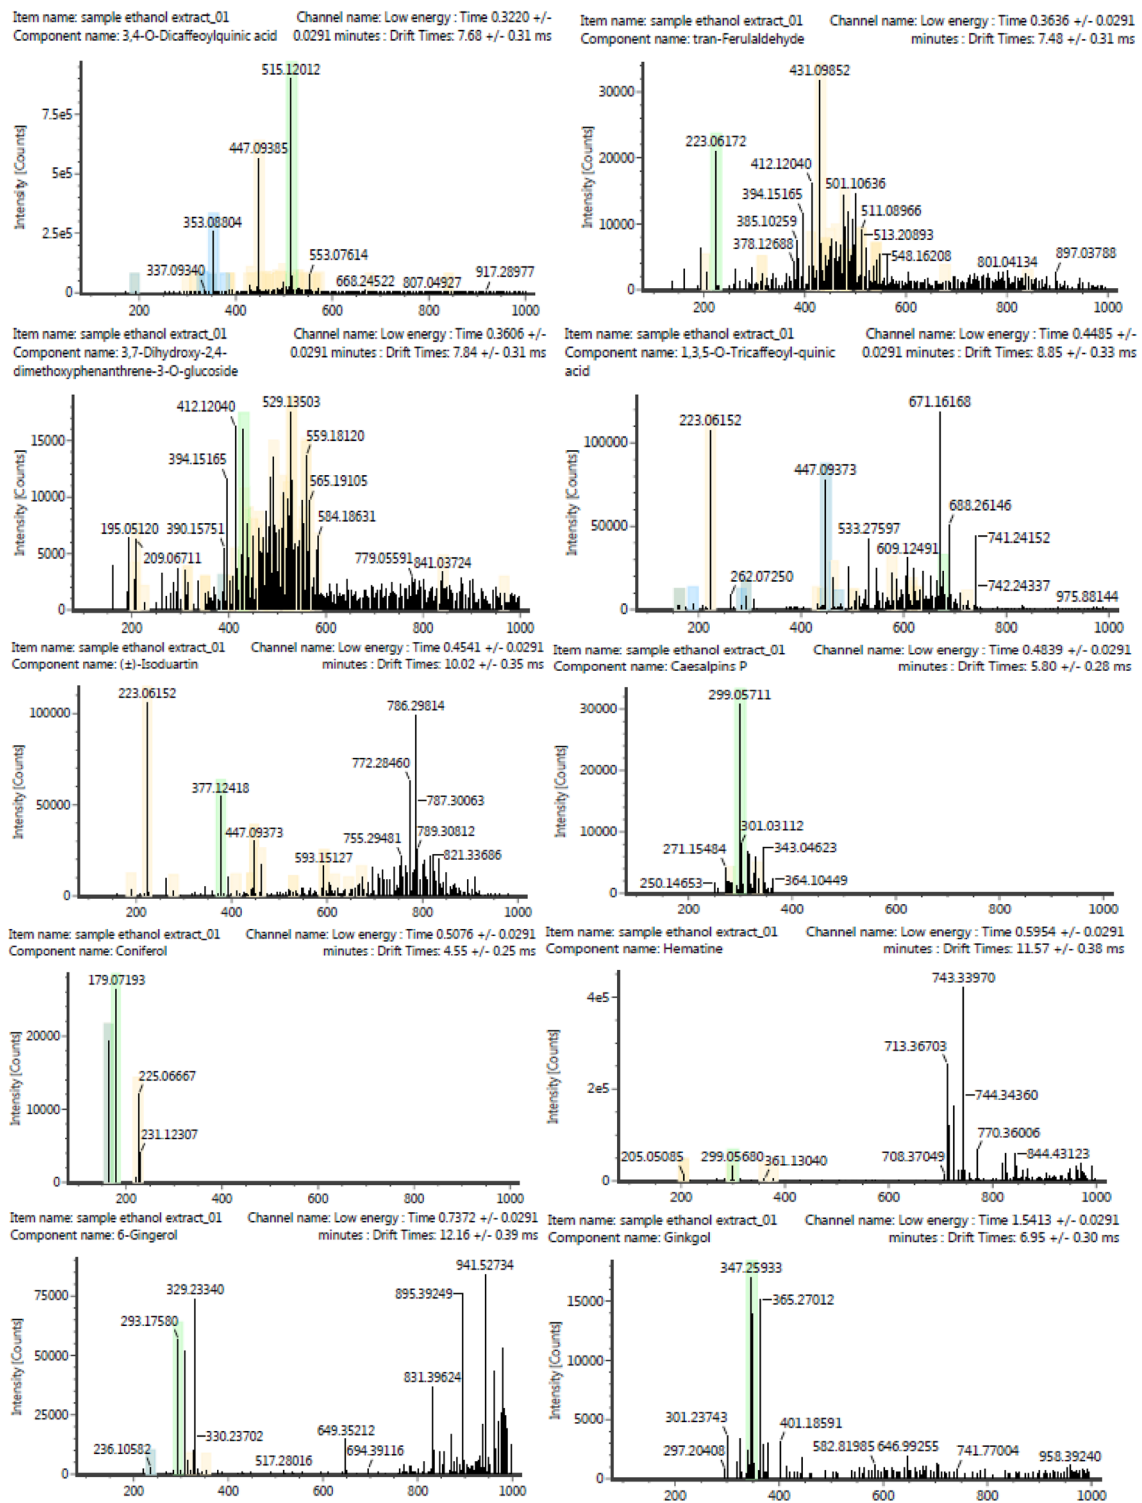 Item name: sample ethanol extract_01
Component name: 3,4-O-Dicaffeoylquinic acid
Channel name: Low energy : Time 0.3220 +/-
0.0291 minutes : Drift Times: 7.68 +/- 0.31 ms
Intensity [Counts]
7.5e5
5e5
2.5e5
0
515.12012
447.09385
353.08804
337.09340
553.07614
668.24522
807.04927
917.28977
200
400
600
800
1000
Item name: sample ethanol extract_01
Component name: tran-Ferulaldehyde
Channel name: Low energy : Time 0.3636 +/- 0.0291
minutes : Drift Times: 7.48 +/- 0.31 ms
Intensity [Counts]
30000
20000
10000
0
431.09852
223.06172
412.12040
394.15165
385.10259
378.12688
501.10636
511.08966
513.20893
548.16208
801.04134
897.03788
200
400
600
800
1000
Item name: sample ethanol extract_01
Component name: 3,7-Dihydroxy-2,4-
dimethoxyphenanthrene-3-O-glucoside
Channel name: Low energy : Time 0.3606 +/-
0.0291 minutes : Drift Times: 7.84 +/- 0.31 ms
Intensity [Counts]
15000
10000
5000
0
412.12040
529.13503
394.15165
559.18120
565.19105
584.18631
195.05120
390.15751
209.06711
779.05591
841.03724
200
400
600
800
1000
Item name: sample ethanol extract_01
Component name: 1,3,5-O-Tricaffeoyl-quinic
acid
Channel name: Low energy : Time 0.4485 +/-
0.0291 minutes : Drift Times: 8.85 +/- 0.33 ms
Intensity [Counts]
100000
50000
0
223.06152
671.16168
447.09373
688.26146
533.27597
609.12491
741.24152
262.07250
742.24337
975.88144
200
400
600
800
1000
Item name: sample ethanol extract_01
Component name: (±)-Isoduartin
Channel name: Low energy : Time 0.4541 +/- 0.0291
minutes : Drift Times: 10.02 +/- 0.35 ms
Intensity [Counts]
100000
50000
0
223.06152
786.29814
772.28460
377.12418
787.30063
447.09373
755.29481
789.30812
593.15127
821.33686
200
400
600
800
1000
Item name: sample ethanol extract_01
Component name: Caesalpins P
Channel name: Low energy : Time 0.4839 +/- 0.0291
minutes : Drift Times: 5.80 +/- 0.28 ms
Intensity [Counts]
30000
20000
10000
0
299.05711
301.03112
271.15484
343.04623
250.14653
364.10449
200
400
600
800
1000
Item name: sample ethanol extract_01
Component name: Coniferol
Channel name: Low energy : Time 0.5076 +/- 0.0291
minutes : Drift Times: 4.55 +/- 0.25 ms
Intensity [Counts]
20000
10000
0
179.07193
225.06667
231.12307
200
400
600
800
1000
Item name: sample ethanol extract_01
Component name: Hematine
Channel name: Low energy : Time 0.5954 +/- 0.0291
minutes : Drift Times: 11.57 +/- 0.38 ms
Intensity [Counts]
4e5
2e5
0
743.33970
713.36703
744.34360
770.36006
205.05085
299.05680
361.13040
708.37049
844.43123
200
400
600
800
1000
Item name: sample ethanol extract_01
Component name: 6-Gingerol
Channel name: Low energy : Time 0.7372 +/- 0.0291
minutes : Drift Times: 12.16 +/- 0.39 ms
Intensity [Counts]
75000
50000
25000
0
941.52734
329.23340
895.39249
293.17580
831.39624
330.23702
649.35212
236.10582
517.28016
694.39116
200
400
600
800
1000
Item name: sample ethanol extract_01
Component name: Ginkgol
Channel name: Low energy : Time 1.5413 +/- 0.0291
minutes : Drift Times: 6.95 +/- 0.30 ms
Intensity [Counts]
15000
10000
5000
0
347.25933
365.27012
301.23743
401.18591
297.20408
582.81985
646.99255
741.77004
958.39240
200
400
600
800
1000